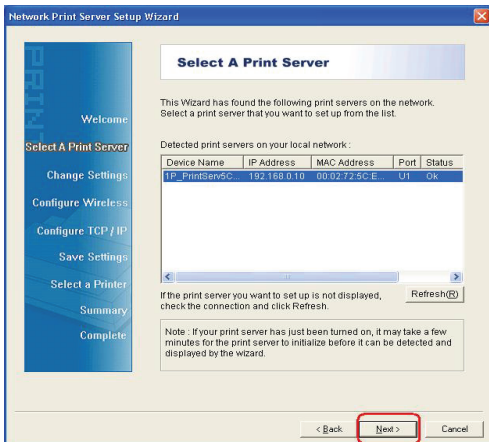 Network Print Server Setup Wizard
PRINT
Welcome
Select A Print Server
Change Settings
Configure Wireless
Configure TCP / IP
Save Settings
Select a Printer
Summary
Complete
Select A Print Server
This Wizard has found the following print servers on the network.
Select a print server that you want to set up from the list.
Detected print servers on your local network :
Device Name IP Address MAC Address Port Status
1P_PrintServ5C... 192.168.0.10 00:02:72:5C:E... U1 Ok
If the print server you want to set up is not displayed,
check the connection and click Refresh.
Refresh(R)
Note : If your print server has just been turned on, it may take a few
minutes for the print server to initialize before it can be detected and
displayed by the wizard.
< Back Next > Cancel